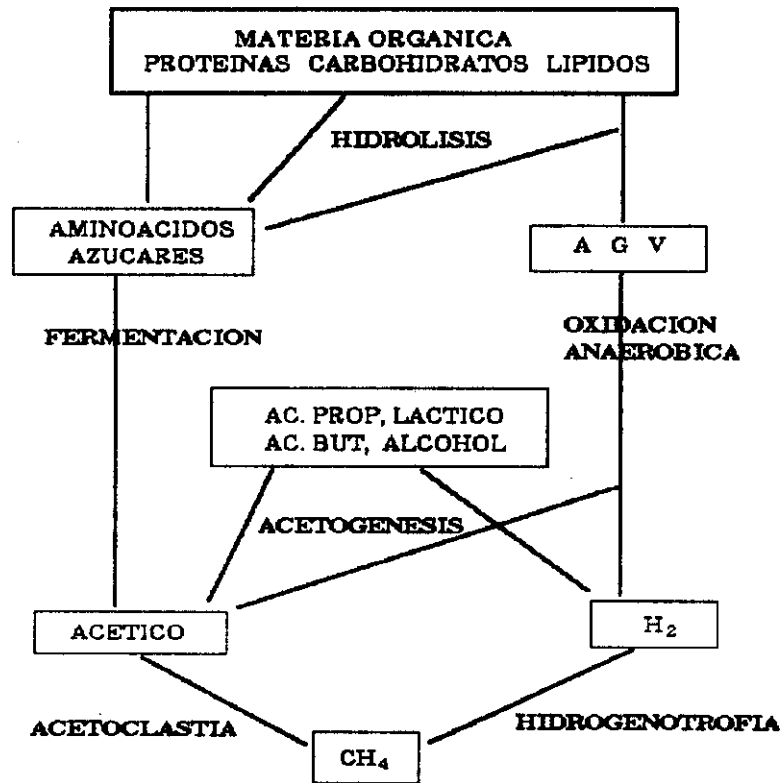 MATERIA ORGANICA
PROTEINAS CARBOHIDRATOS LIPIDOS
HIDROLISIS
AMINOACIDOS
AZUCARES
A G V
FERMENTACION
OXIDACION
ANAEROBICA
AC. PROP, LACTICO
AC. BUT, ALCOHOL
ACETOGENESIS
ACETICO
H₂
ACETOCLASTIA
HIDROGENOTROFIA
CH₄